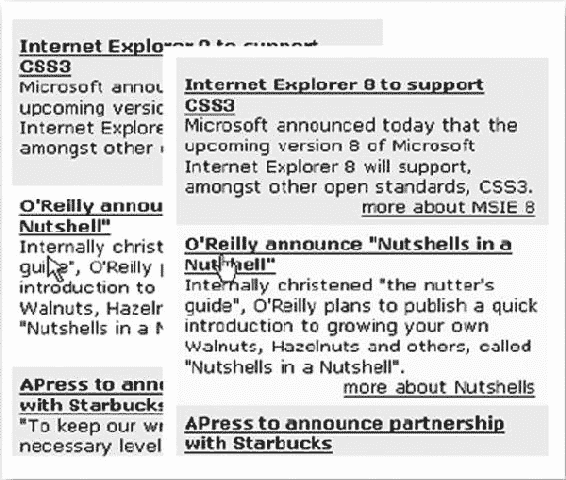 Internet Explorer 8 to support
CSS3
Microsoft annou
upcoming versio
Internet Explore
amongst other
O'Reilly annou
Nutshell"
Internally christ
guide", O'Reilly
introduction to
Walnuts, Hazeln
"Nutshells in a N
APress to anno
with Starbucks
"To keep our wr
necessary level
Internet Explorer 8 to support
CSS3
Microsoft announced today that the
upcoming version 8 of Microsoft
Internet Explorer 8 will support,
amongst other open standards, CSS3.
more about MSIE 8
O'Reilly announce "Nutshells in a
Nutshell"
Internally christened "the nutter's
guide", O'Reilly plans to publish a quick
introduction to growing your own
Walnuts, Hazelnuts and others, called
"Nutshells in a Nutshell".
more about Nutshells
APress to announce partnership
with Starbucks